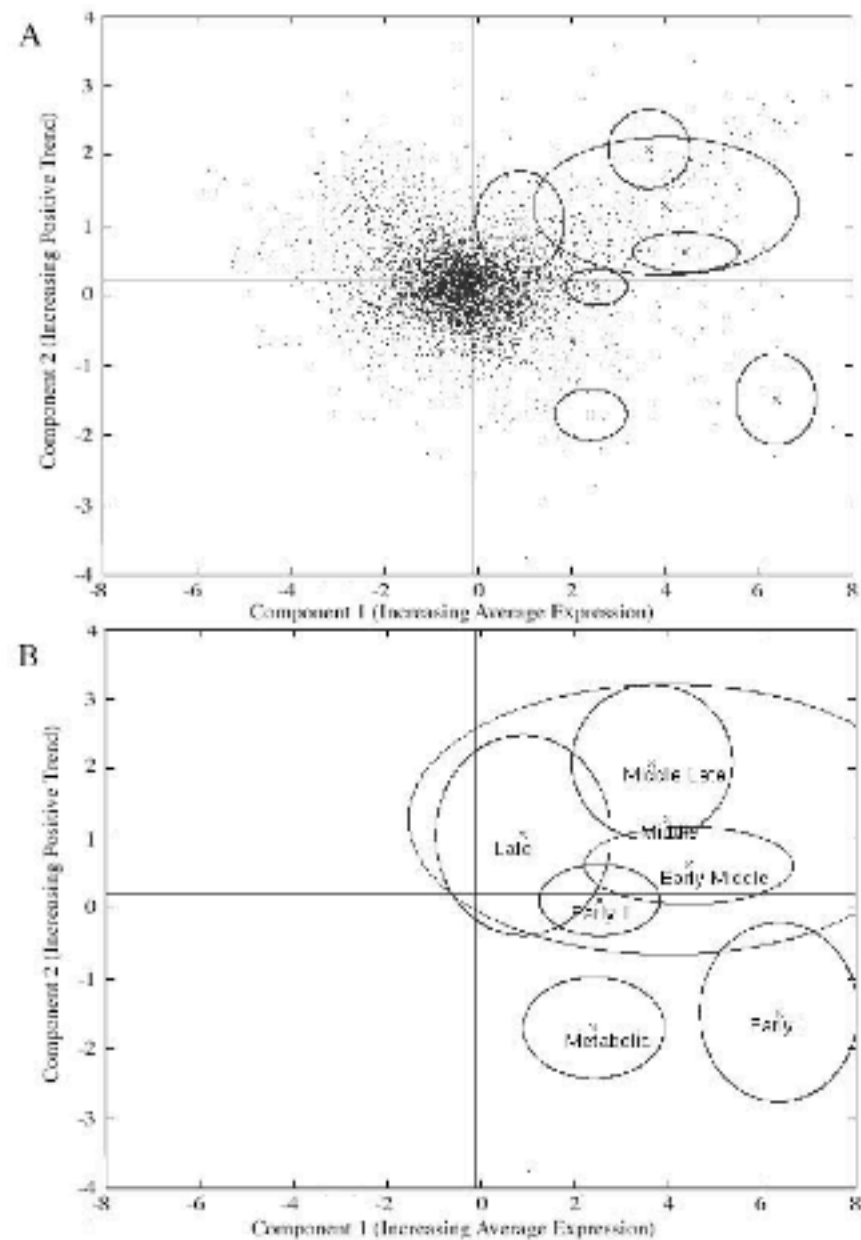 A
4
3
2
1
0
-1
-2
-3
-4
Component 2 (Increasing Positive Trend)
-8
-6
-4
-2
0
2
4
6
8
Component 1 (Increasing Average Expression)
B
4
3
2
1
0
-1
-2
-3
-4
Component 2 (Increasing Positive Trend)
Middle Late
Middle
Late
Early Middle
Early I
Early
Metabolic
-8
-6
-4
-2
0
2
4
6
8
Component 1 (Increasing Average Expression)